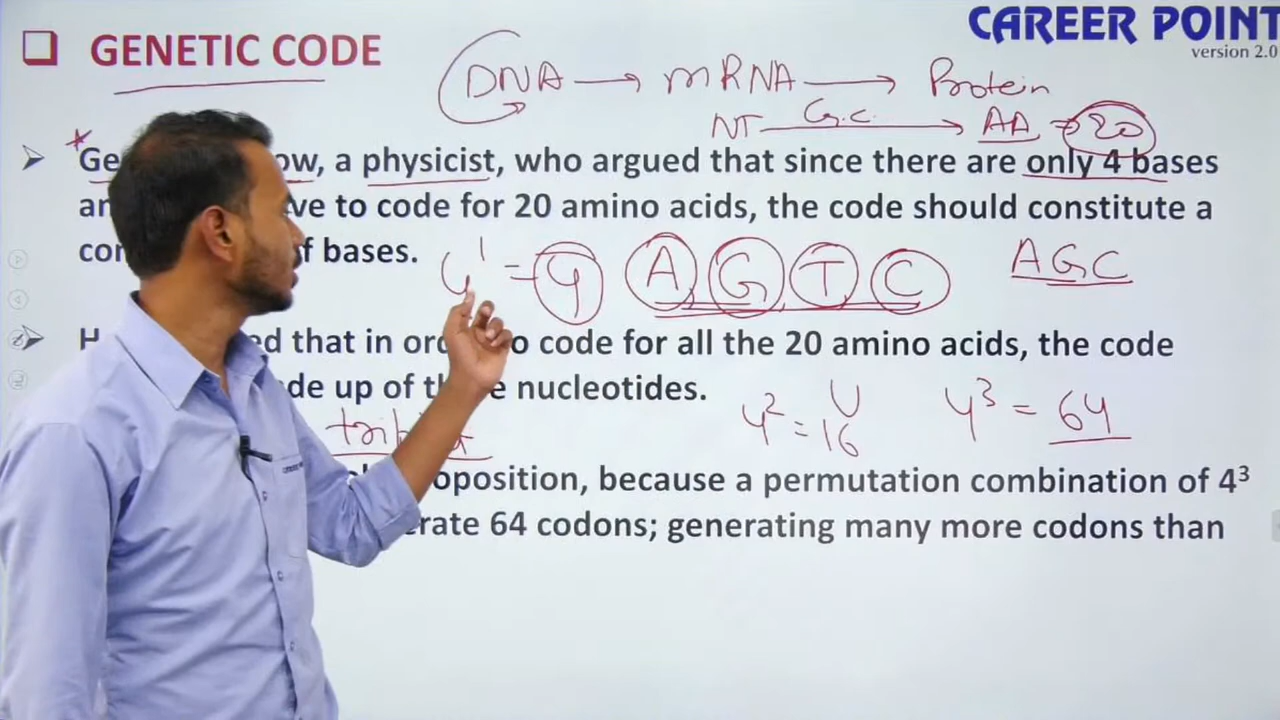 CAREER POINT
version 2.0
GENETIC CODE
DNA → mRNA → Protein
NT G.C. → AA ⇒ 20
Ge ow, a physicist, who argued that since there are only 4 bases
an ve to code for 20 amino acids, the code should constitute a
con f bases.
4¹ = 4 A G T C AGC
H ed that in or o code for all the 20 amino acids, the code
de up of th e nucleotides.
U
4² = 16 4³ = 64
oposition, because a permutation combination of 4³
erate 64 codons; generating many more codons than